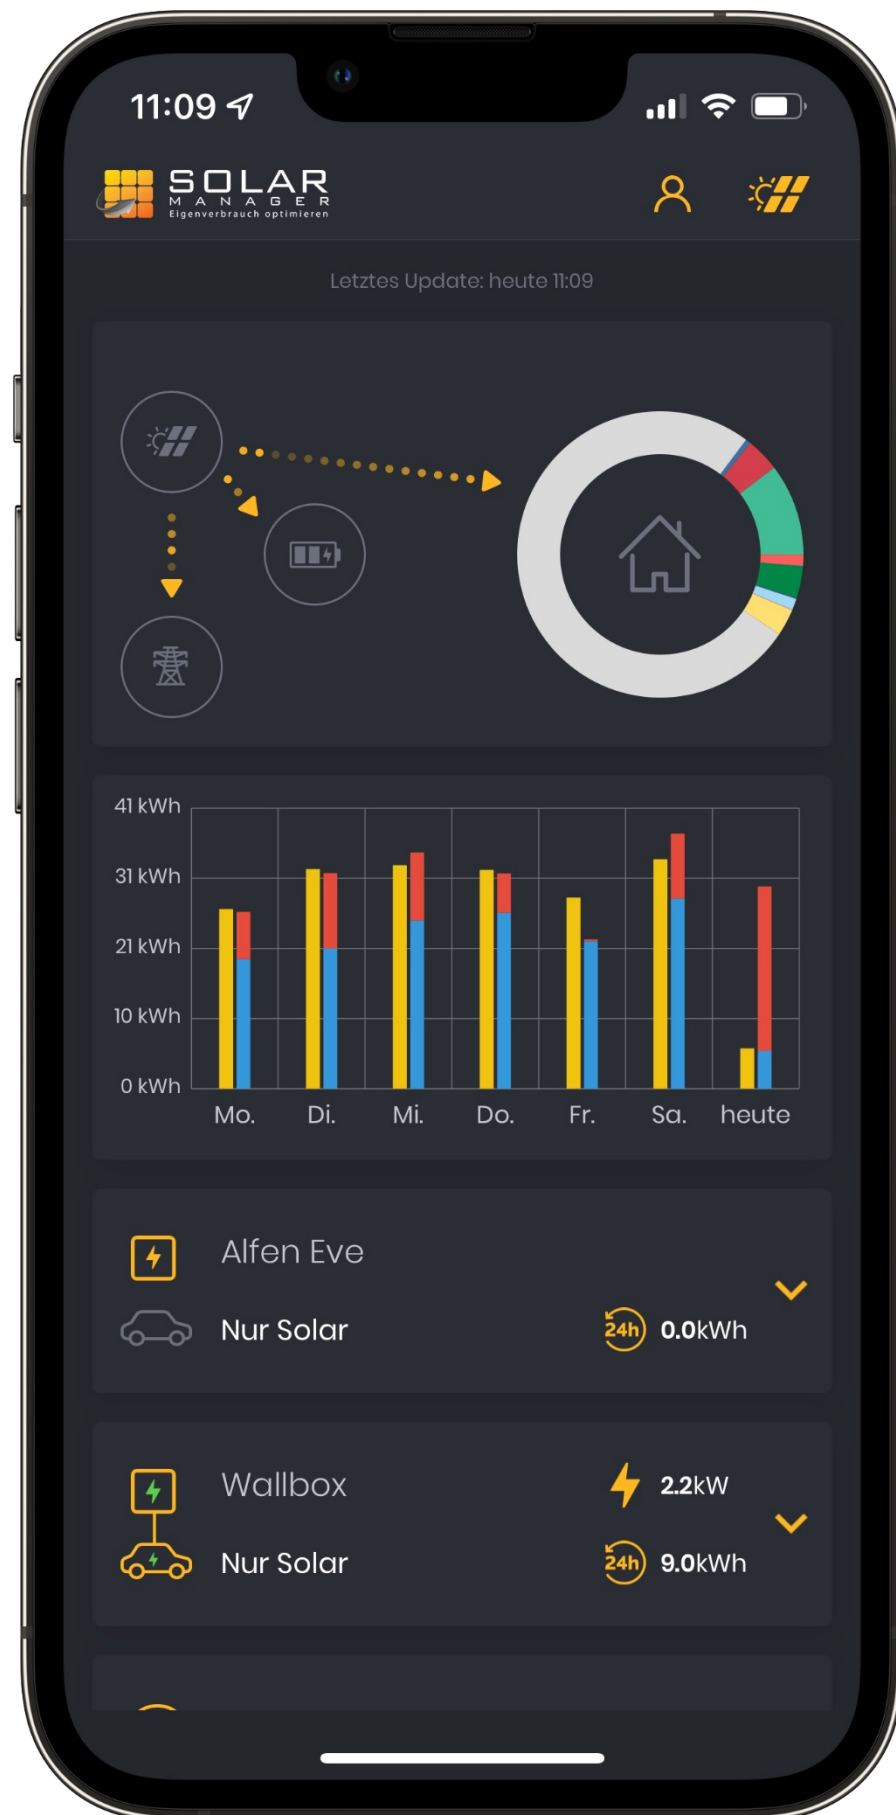 11:09
SOLAR
MANAGER
Eigenverbrauch optimieren
Letztes Update: heute 11:09
41 kWh
31 kWh
21 kWh
10 kWh
0 kWh
Mo. Di. Mi. Do. Fr. Sa. heute
Alfen Eve
Nur Solar 24h 0.0kWh
Wallbox 2.2kW
Nur Solar 24h 9.0kWh